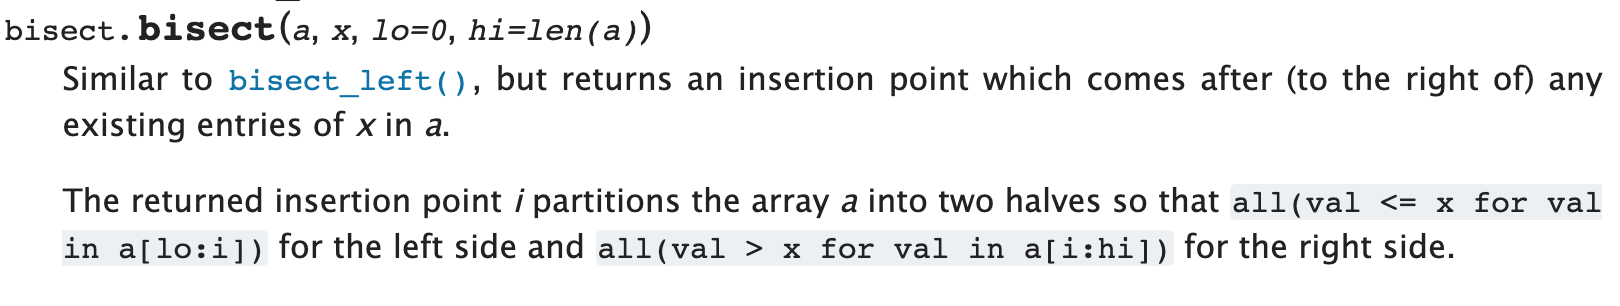 bisect.bisect(a, x, lo=0, hi=len(a))
Similar to bisect_left(), but returns an insertion point which comes after (to the right of) any
existing entries of x in a.
The returned insertion point i partitions the array a into two halves so that all(val <= x for val
in a[lo:i]) for the left side and all(val > x for val in a[i:hi]) for the right side.